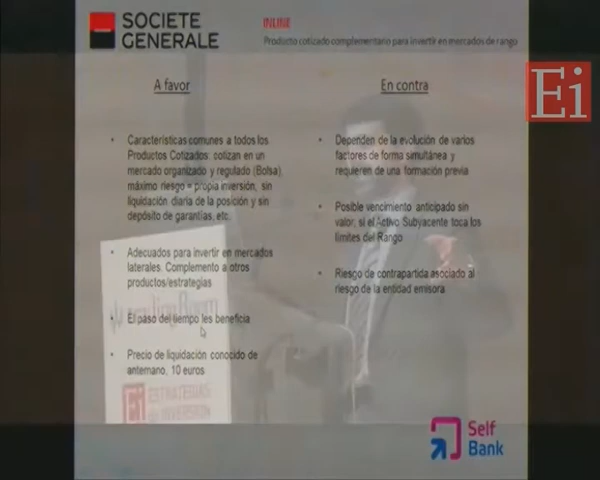 SOCIETE
GENERALE
INLINE
Producto cotizado complementario para invertir en mercados de rango
Ei
A favor
• Características comunes a todos los
Productos Cotizados: cotizan en un
mercado organizado y regulado (Bolsa),
máximo riesgo = propia inversión, sin
liquidación diaria de la posición y sin
depósito de garantías, etc.
• Adecuados para invertir en mercados
laterales. Complemento a otros
productos/estrategias
• El paso del tiempo les beneficia
• Precio de liquidación conocido de
antemano, 10 euros
En contra
• Dependen de la evolución de varios
factores de forma simultánea y
requieren de una formación previa
• Posible vencimiento anticipado sin
valor, si el Activo Subyacente toca los
límites del Rango
• Riesgo de contrapartida asociado al
riesgo de la entidad emisora
Ei ESTRATEGIAS
DE INVERSIÓN
Self
Bank